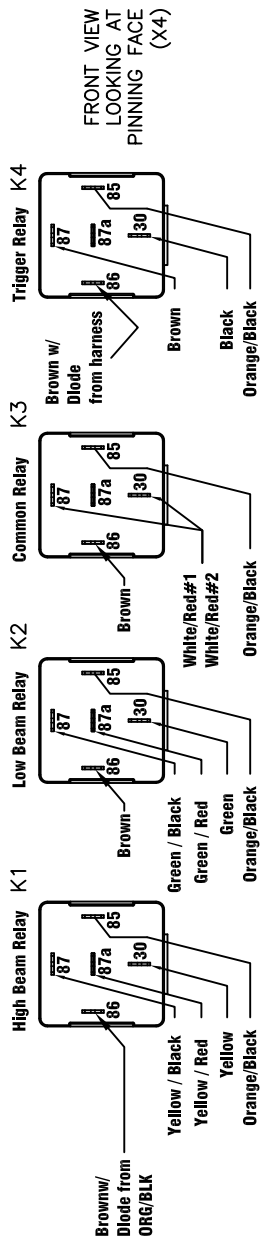 High Beam Relay K1
86
87
87a
85
30
Brownw/
Diode from
ORG/BLK
Yellow / Black
Yellow / Red
Yellow
Orange/Black
Low Beam Relay K2
86
87
87a
85
30
Brown
Green / Black
Green / Red
Green
Orange/Black
Common Relay K3
86
87
87a
85
30
Brown
White/Red#1
White/Red#2
Orange/Black
Trigger Relay K4
86
87
87a
85
30
Brown w/
Diode
from harness
Brown
Black
Orange/Black
FRONT VIEW
LOOKING AT
PINNING FACE
(X4)